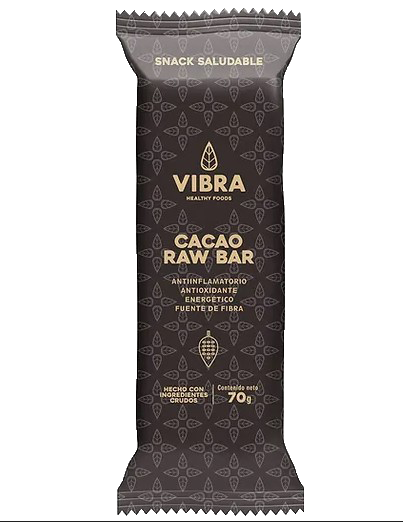 SNACK SALUDABLE
VIBRA
HEALTHY FOODS
CACAO
RAW BAR
ANTIINFLAMATORIO
ANTIOXIDANTE
ENERGÉTICO
FUENTE DE FIBRA
HECHO CON
INGREDIENTES
CRUDOS
Contenido neto
70g